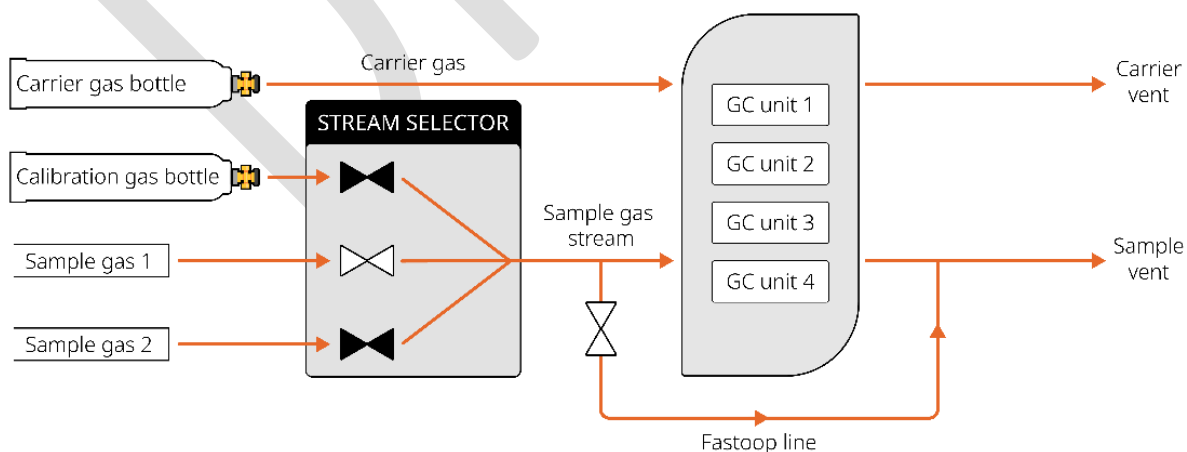 Carrier gas bottle
Carrier gas
Carrier
vent
GC unit 1
STREAM SELECTOR
Calibration gas bottle
GC unit 2
Sample gas
stream
GC unit 3
Sample gas 1
Sample
vent
GC unit 4
Sample gas 2
Fastoop line